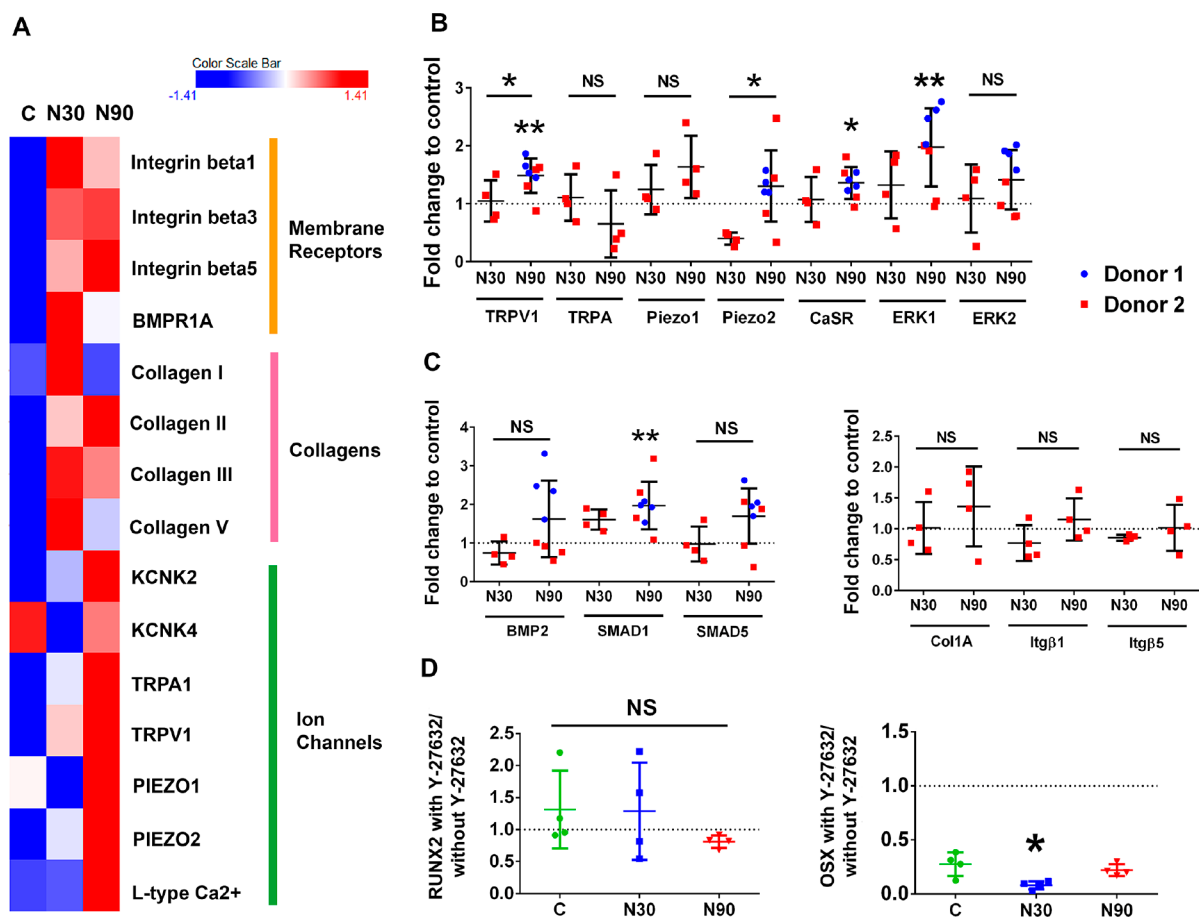 A
Color Scale Bar
-1.41 1.41
C N30 N90
Integrin beta1
Integrin beta3
Integrin beta5
BMPR1A
Membrane
Receptors
Collagen I
Collagen II
Collagen III
Collagen V
Collagens
KCNK2
KCNK4
TRPA1
TRPV1
PIEZO1
PIEZO2
L-type Ca2+
Ion
Channels
B
Fold change to control
3
2
1
0
* NS NS * NS
** * **
N30 N90 N30 N90 N30 N90 N30 N90 N30 N90 N30 N90 N30 N90
TRPV1 TRPA Piezo1 Piezo2 CaSR ERK1 ERK2
Donor 1
Donor 2
C
Fold change to control
4
3
2
1
0
NS ** NS
N30 N90 N30 N90 N30 N90
BMP2 SMAD1 SMAD5
Fold change to control
2.5
2.0
1.5
1.0
0.5
0.0
NS NS NS
N30 N90 N30 N90 N30 N90
Col1A Itgβ1 Itgβ5
D
RUNX2 with Y-27632/
without Y-27632
2.5
2.0
1.5
1.0
0.5
0.0
NS
C N30 N90
OSX with Y-27632/
without Y-27632
1.5
1.0
0.5
0.0
*
C N30 N90